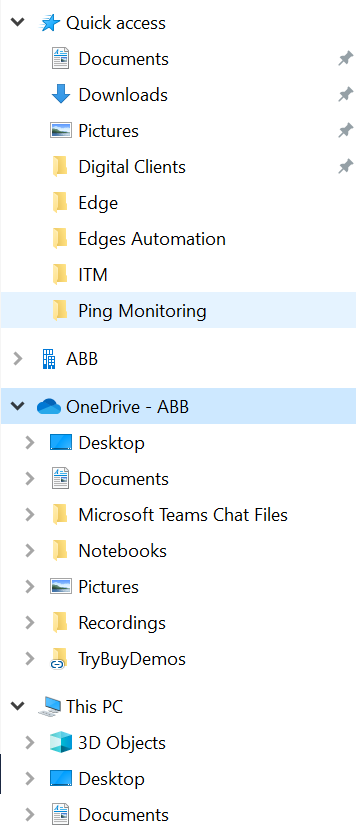 Quick access
Documents
Downloads
Pictures
Digital Clients
Edge
Edges Automation
ITM
Ping Monitoring
ABB
OneDrive - ABB
Desktop
Documents
Microsoft Teams Chat Files
Notebooks
Pictures
Recordings
TryBuyDemos
This PC
3D Objects
Desktop
Documents